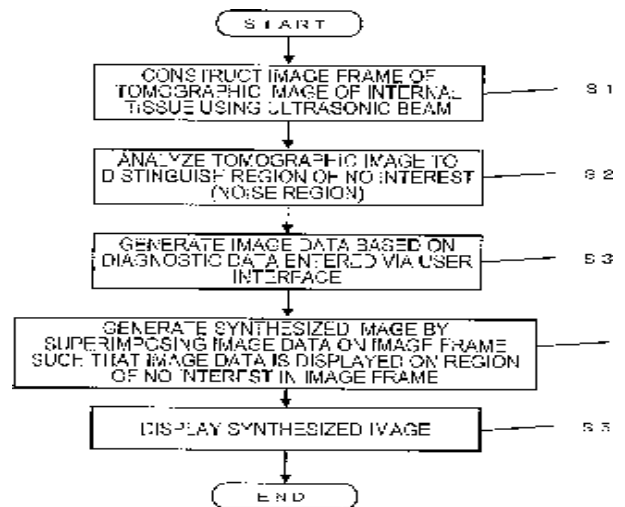 START
CONSTRUCT IMAGE FRAME OF
TOMOGRAPHIC IMAGE OF INTERNAL
TISSUE USING ULTRASONIC BEAM
S1
ANALYZE TOMOGRAPHIC IMAGE TO
DISTINGUISH REGION OF NO INTEREST
(NOISE REGION)
S2
GENERATE IMAGE DATA BASED ON
DIAGNOSTIC DATA ENTERED VIA USER
INTERFACE
S3
GENERATE SYNTHESIZED IMAGE BY
SUPERIMPOSING IMAGE DATA ON IMAGE FRAME
SUCH THAT IMAGE DATA IS DISPLAYED ON REGION
OF NO INTEREST IN IMAGE FRAME
DISPLAY SYNTHESIZED IMAGE
S5
END